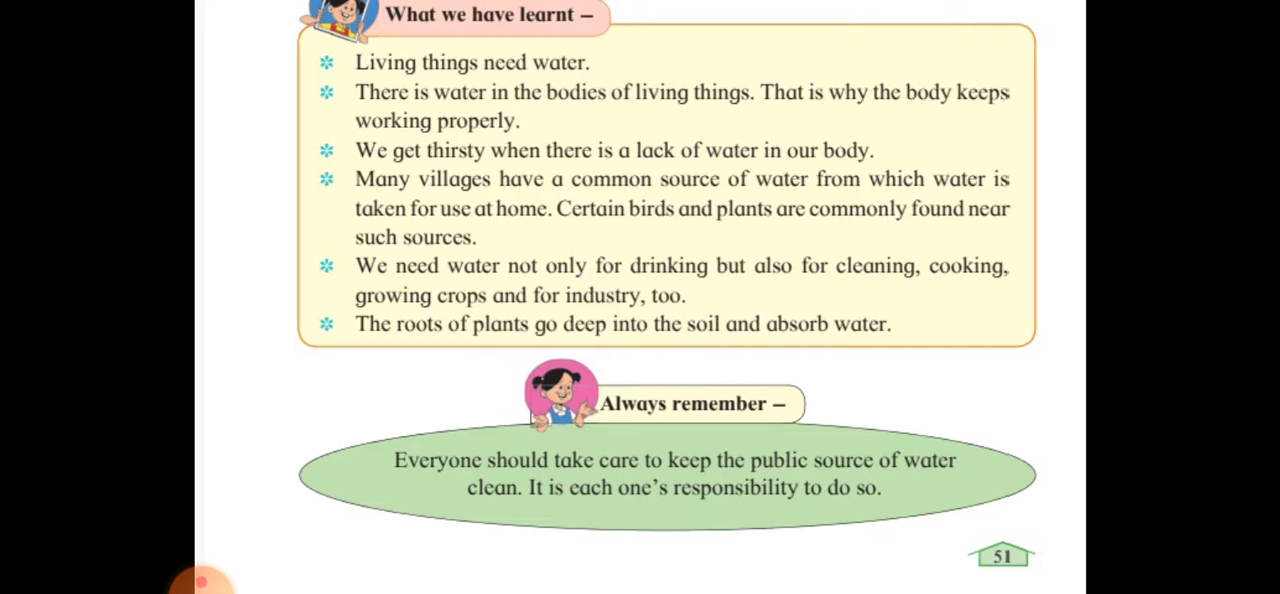 What we have learnt –
Living things need water.
There is water in the bodies of living things. That is why the body keeps
working properly.
We get thirsty when there is a lack of water in our body.
Many villages have a common source of water from which water is
taken for use at home. Certain birds and plants are commonly found near
such sources.
We need water not only for drinking but also for cleaning, cooking,
growing crops and for industry, too.
The roots of plants go deep into the soil and absorb water.
Always remember –
Everyone should take care to keep the public source of water
clean. It is each one’s responsibility to do so.
51